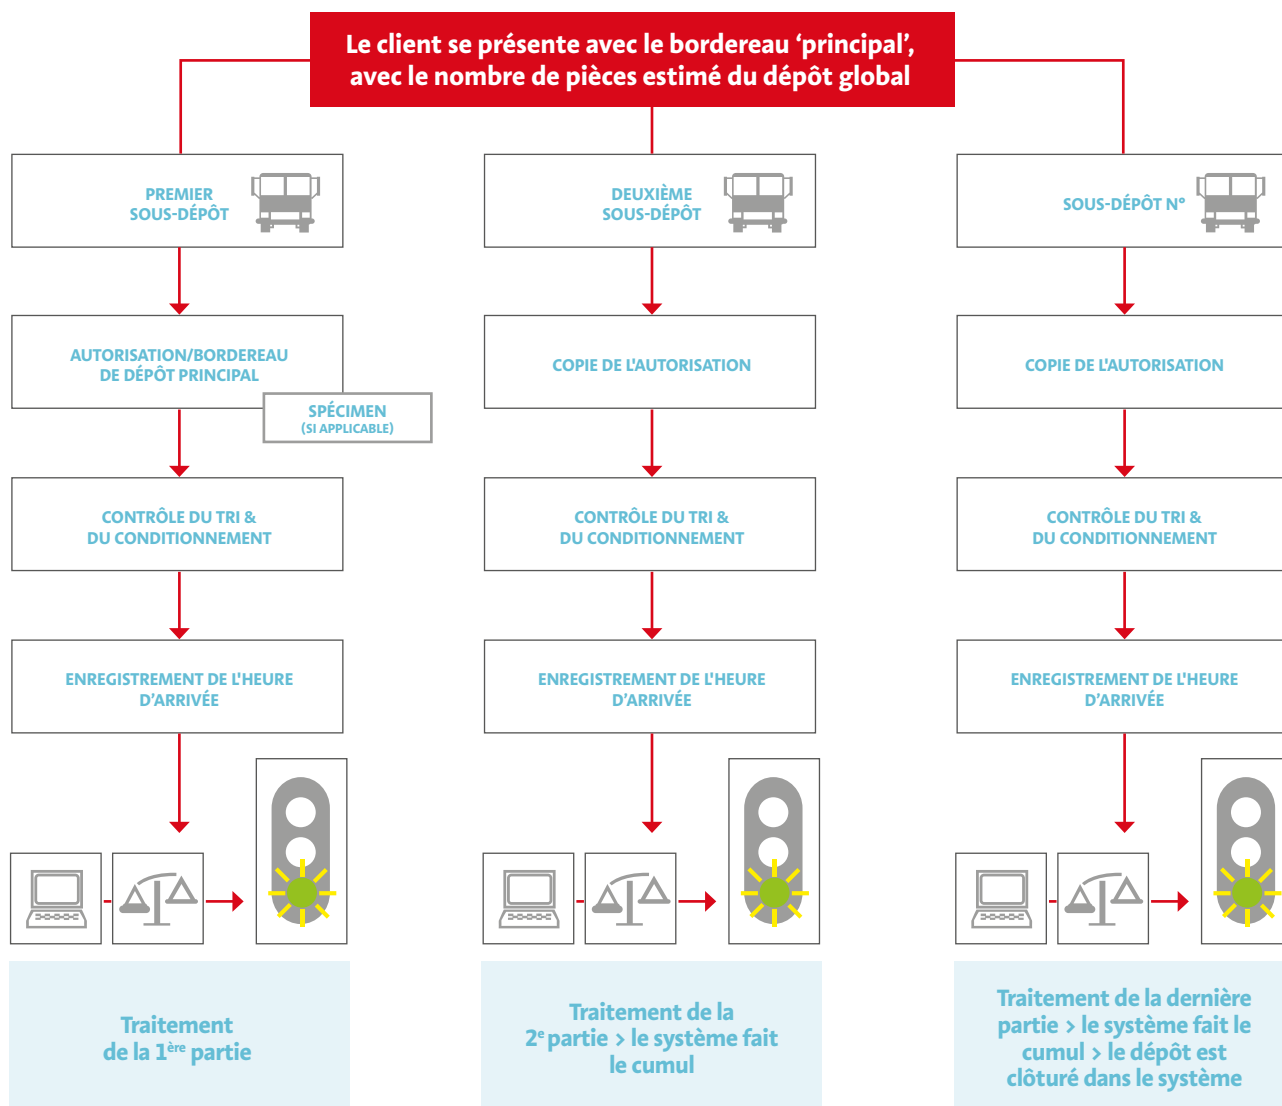 Le client se présente avec le bordereau ‘principal’,
avec le nombre de pièces estimé du dépôt global
PREMIER
SOUS-DÉPÔT
AUTORISATION/BORDEREAU
DE DÉPÔT PRINCIPAL
SPÉCIMEN
(SI APPLICABLE)
CONTRÔLE DU TRI &
DU CONDITIONNEMENT
ENREGISTREMENT DE L'HEURE
D’ARRIVÉE
Traitement
de la 1ère partie
DEUXIÈME
SOUS-DÉPÔT
COPIE DE L'AUTORISATION
CONTRÔLE DU TRI &
DU CONDITIONNEMENT
ENREGISTREMENT DE L'HEURE
D’ARRIVÉE
Traitement de la
2e partie > le système fait
le cumul
SOUS-DÉPÔT N°
COPIE DE L'AUTORISATION
CONTRÔLE DU TRI &
DU CONDITIONNEMENT
ENREGISTREMENT DE L'HEURE
D’ARRIVÉE
Traitement de la dernière
partie > le système fait le
cumul > le dépôt est
clôturé dans le système